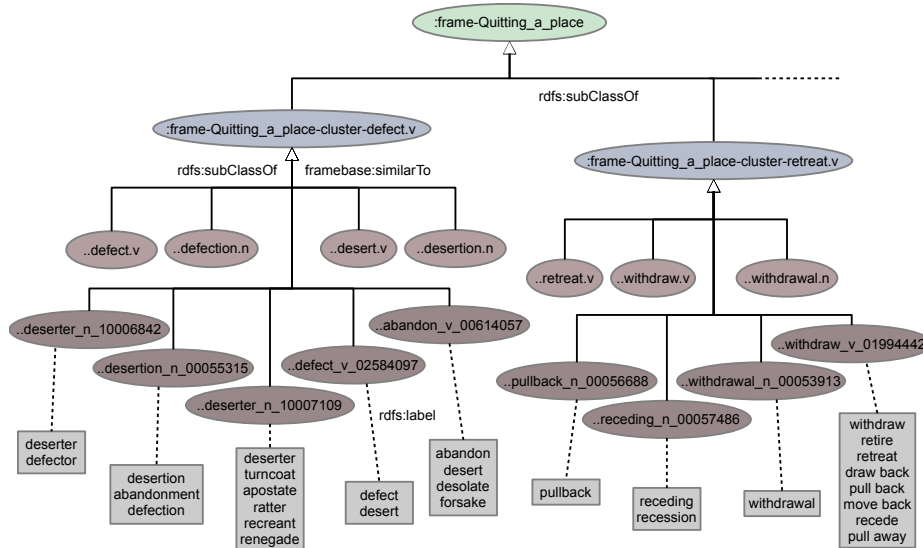 :frame-Quitting_a_place
rdfs:subClassOf
:frame-Quitting_a_place-cluster-defect.v
:frame-Quitting_a_place-cluster-retreat.v
rdfs:subClassOf
framebase:similarTo
..defect.v
..defection.n
..desert.v
..desertion.n
..retreat.v
..withdraw.v
..withdrawal.n
..deserter_n_10006842
..desertion_n_00055315
..deserter_n_10007109
..defect_v_02584097
..abandon_v_00614057
..pullback_n_00056688
..receding_n_00057486
..withdrawal_n_00053913
..withdraw_v_01994442
rdfs:label
deserter
defector
desertion
abandonment
defection
deserter
turncoat
apostate
ratter
recreant
renegade
defect
desert
abandon
desert
desolate
forsake
pullback
receding
recession
withdrawal
withdraw
retire
retreat
draw back
pull back
move back
recede
pull away